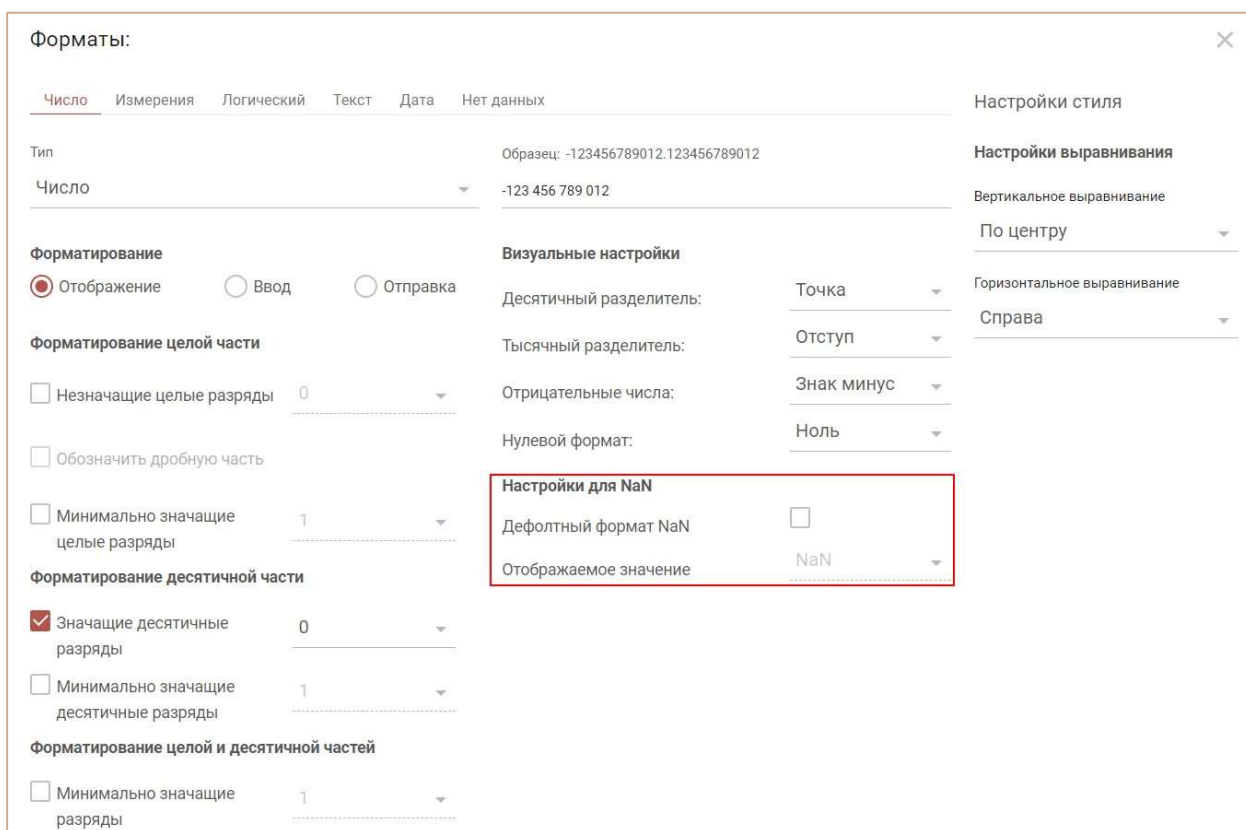 Форматы:
Число Измерения Логический Текст Дата Нет данных
Тип
Число
Форматирование
Отображение Ввод Отправка
Форматирование целой части
Незначащие целые разряды 0
Обозначить дробную часть
Минимально значащие
целые разряды
1
Форматирование десятичной части
Значащие десятичные
разряды
0
Минимально значащие
десятичные разряды
1
Форматирование целой и десятичной частей
Минимально значащие
разряды
1
Образец: -123456789012.123456789012
-123 456 789 012
Визуальные настройки
Десятичный разделитель: Точка
Тысячный разделитель: Отступ
Отрицательные числа: Знак минус
Нулевой формат: Ноль
Настройки для NaN
Дефолтный формат NaN
Отображаемое значение NaN
Настройки стиля
Настройки выравнивания
Вертикальное выравнивание
По центру
Горизонтальное выравнивание
Справа